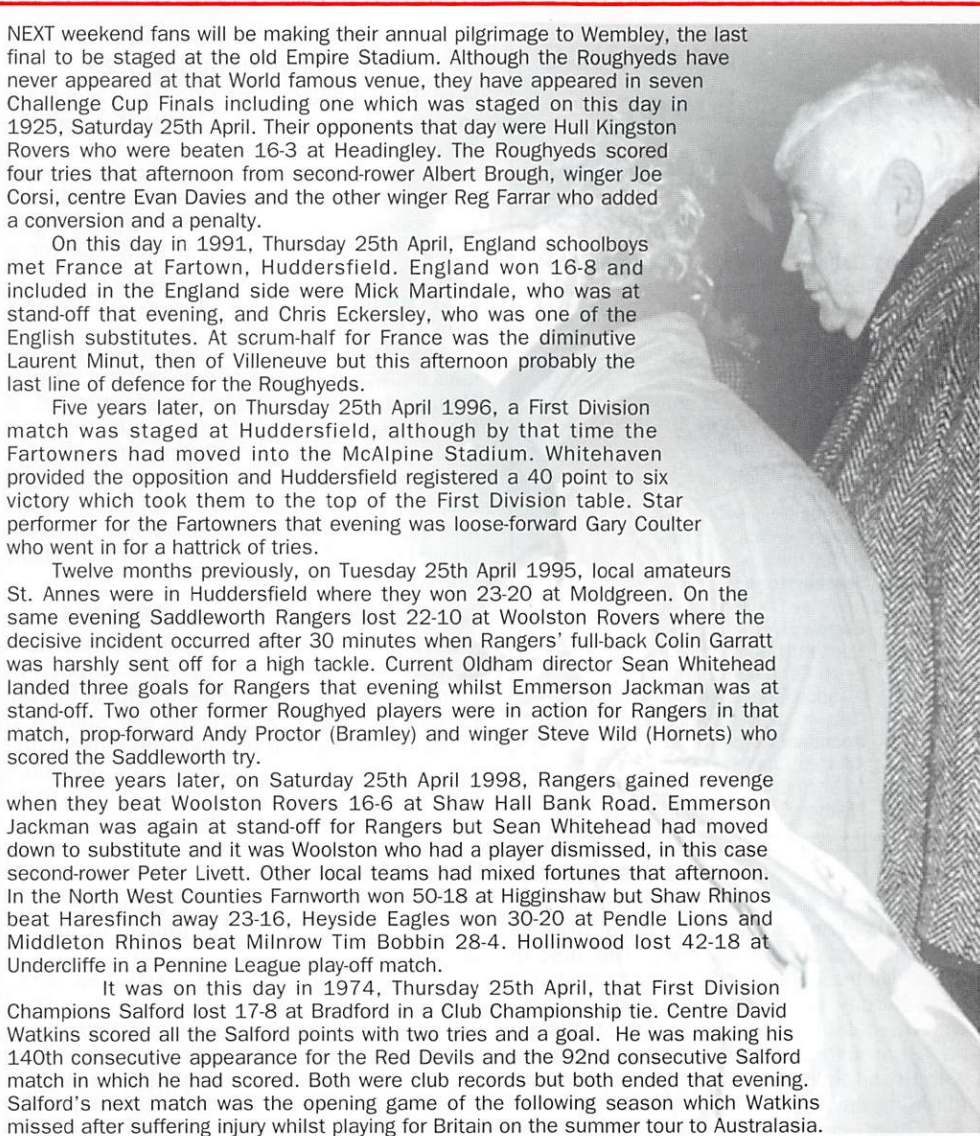 NEXT weekend fans will be making their annual pilgrimage to Wembley, the last
final to be staged at the old Empire Stadium. Although the Roughyeds have
never appeared at that World famous venue, they have appeared in seven
Challenge Cup Finals including one which was staged on this day in
1925, Saturday 25th April. Their opponents that day were Hull Kingston
Rovers who were beaten 16-3 at Headingley. The Roughyeds scored
four tries that afternoon from second-rower Albert Brough, winger Joe
Corsi, centre Evan Davies and the other winger Reg Farrar who added
a conversion and a penalty.
On this day in 1991, Thursday 25th April, England schoolboys
met France at Fartown, Huddersfield. England won 16-8 and
included in the England side were Mick Martindale, who was at
stand-off that evening, and Chris Eckersley, who was one of the
English substitutes. At scrum-half for France was the diminutive
Laurent Minut, then of Villeneuve but this afternoon probably the
last line of defence for the Roughyeds.
Five years later, on Thursday 25th April 1996, a First Division
match was staged at Huddersfield, although by that time the
Fartowners had moved into the McAlpine Stadium. Whitehaven
provided the opposition and Huddersfield registered a 40 point to six
victory which took them to the top of the First Division table. Star
performer for the Fartowners that evening was loose-forward Gary Coulter
who went in for a hattrick of tries.
Twelve months previously, on Tuesday 25th April 1995, local amateurs
St. Annes were in Huddersfield where they won 23-20 at Moldgreen. On the
same evening Saddleworth Rangers lost 22-10 at Woolston Rovers where the
decisive incident occurred after 30 minutes when Rangers' full-back Colin Garratt
was harshly sent off for a high tackle. Current Oldham director Sean Whitehead
landed three goals for Rangers that evening whilst Emmerson Jackman was at
stand-off. Two other former Roughyed players were in action for Rangers in that
match, prop-forward Andy Proctor (Bramley) and winger Steve Wild (Hornets) who
scored the Saddleworth try.
Three years later, on Saturday 25th April 1998, Rangers gained revenge
when they beat Woolston Rovers 16-6 at Shaw Hall Bank Road. Emmerson
Jackman was again at stand-off for Rangers but Sean Whitehead had moved
down to substitute and it was Woolston who had a player dismissed, in this case
second-rower Peter Livett. Other local teams had mixed fortunes that afternoon.
In the North West Counties Farnworth won 50-18 at Higginshaw but Shaw Rhinos
beat Haresfinch away 23-16, Heyside Eagles won 30-20 at Pendle Lions and
Middleton Rhinos beat Milnrow Tim Bobbin 28-4. Hollinwood lost 42-18 at
Undercliffe in a Pennine League play-off match.
It was on this day in 1974, Thursday 25th April, that First Division
Champions Salford lost 17-8 at Bradford in a Club Championship tie. Centre David
Watkins scored all the Salford points with two tries and a goal. He was making his
140th consecutive appearance for the Red Devils and the 92nd consecutive Salford
match in which he had scored. Both were club records but both ended that evening.
Salford's next match was the opening game of the following season which Watkins
missed after suffering injury whilst playing for Britain on the summer tour to Australasia.